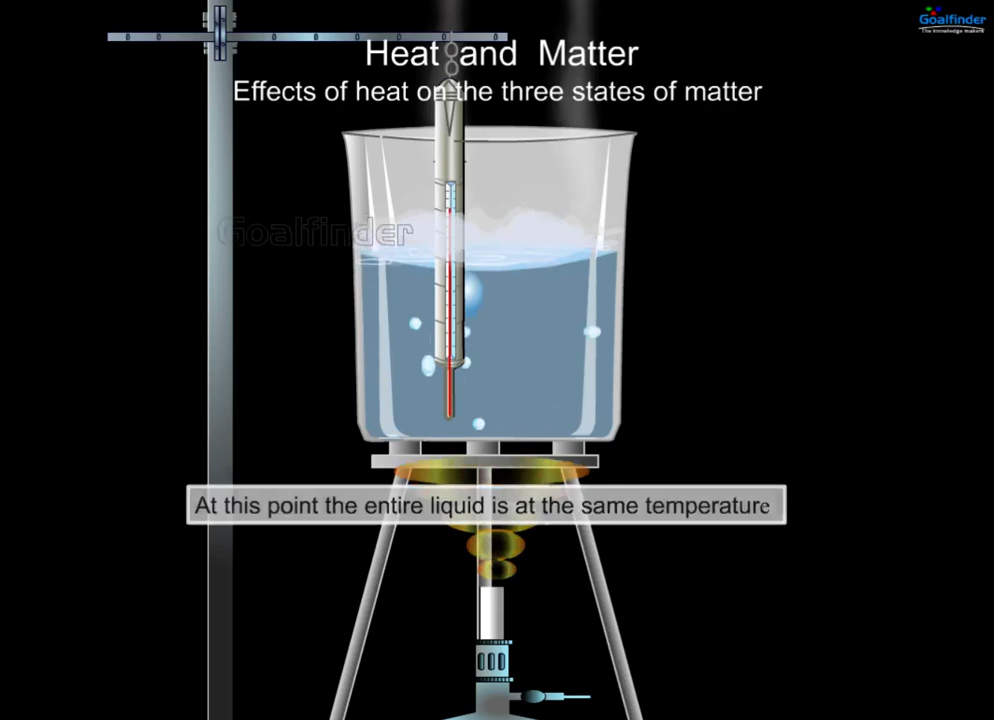 Goalfinder
The knowledge makers
Heat and Matter
Effects of heat on the three states of matter
Goalfinder
At this point the entire liquid is at the same temperature